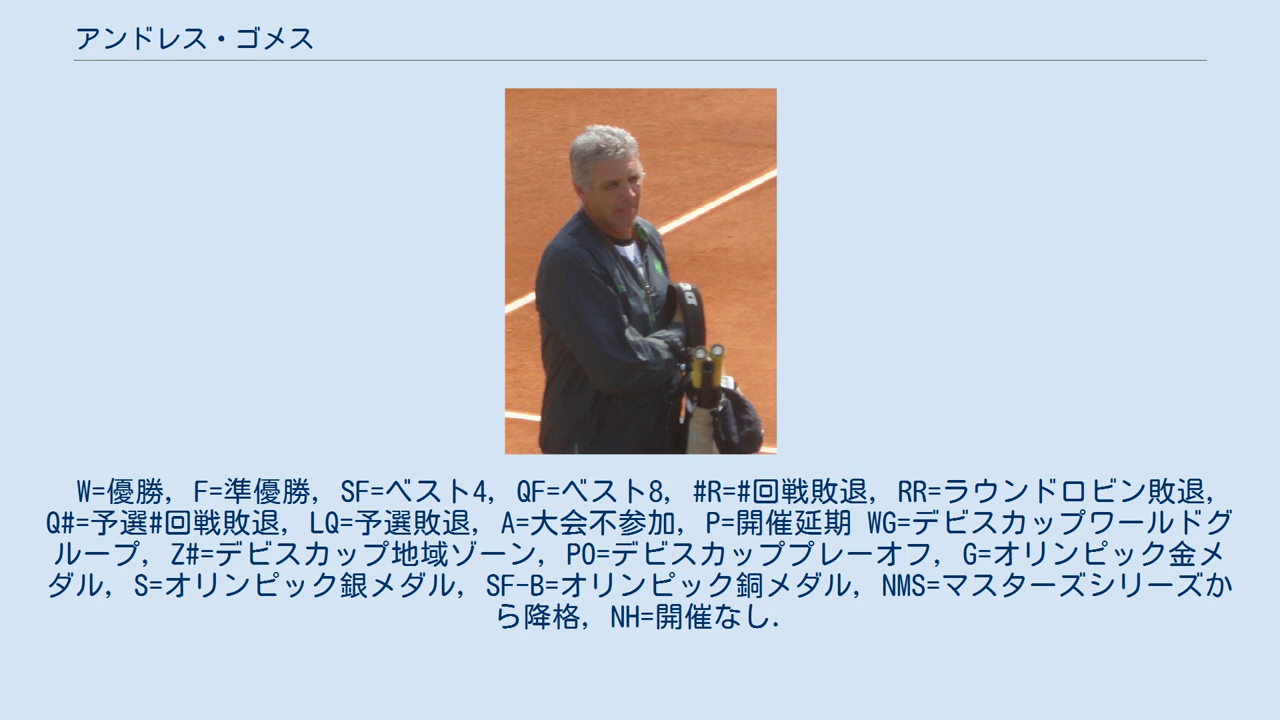 アンドレス・ゴメス
W=優勝, F=準優勝, SF=ベスト4, QF=ベスト8, #R=#回戦敗退, RR=ラウンドロビン敗退,
Q#=予選#回戦敗退, LQ=予選敗退, A=大会不参加, P=開催延期 WG=デビスカップワールドグ
ループ, Z#=デビスカップ地域ゾーン, PO=デビスカッププレーオフ, G=オリンピック金メ
ダル, S=オリンピック銀メダル, SF-B=オリンピック銅メダル, NMS=マスターズシリーズか
ら降格, NH=開催なし.